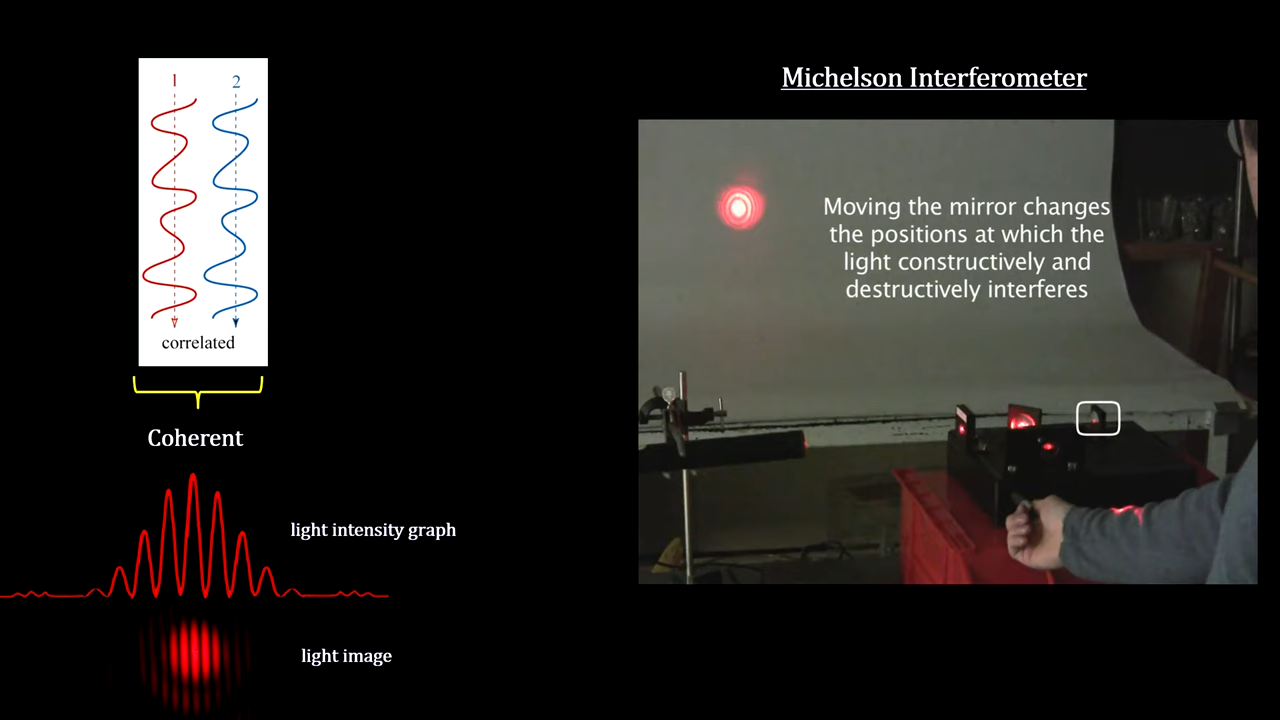 1 2
correlated
Coherent
light intensity graph
light image
Michelson Interferometer
Moving the mirror changes
the positions at which the
light constructively and
destructively interferes